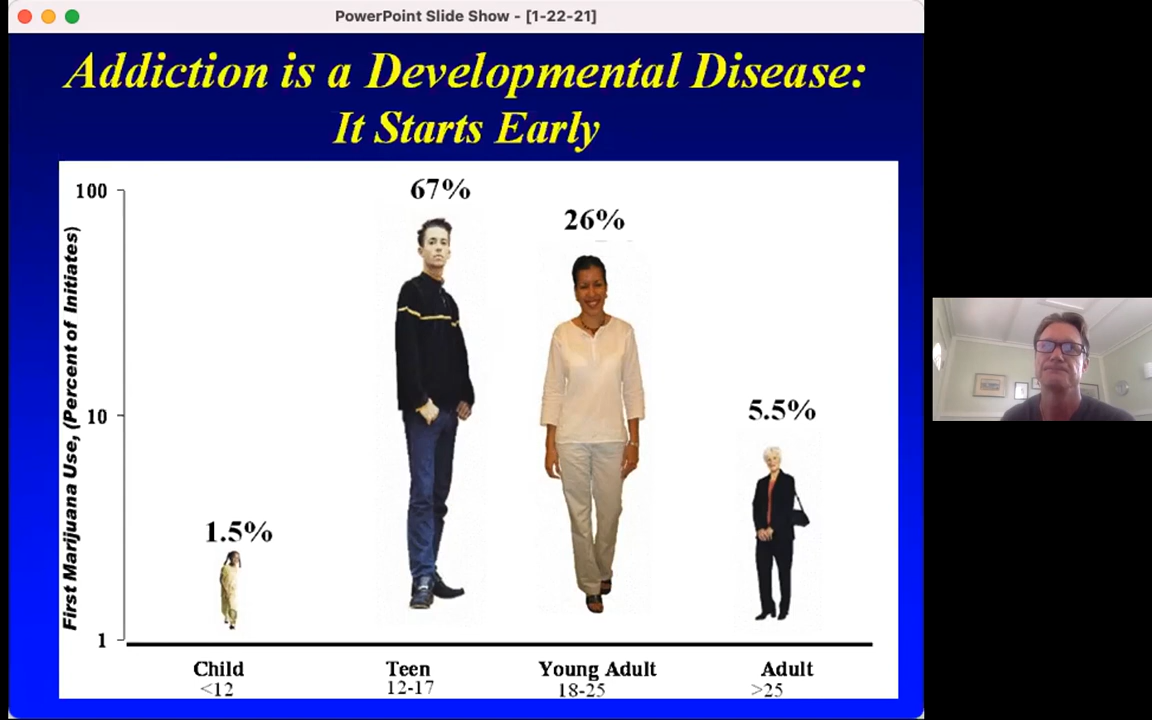 PowerPoint Slide Show - [1-22-21]
Addiction is a Developmental Disease:
It Starts Early
First Marijuana Use, (Percent of Initiates)
100
10
1
1.5%
67%
26%
5.5%
Child
<12
Teen
12-17
Young Adult
18-25
Adult
>25